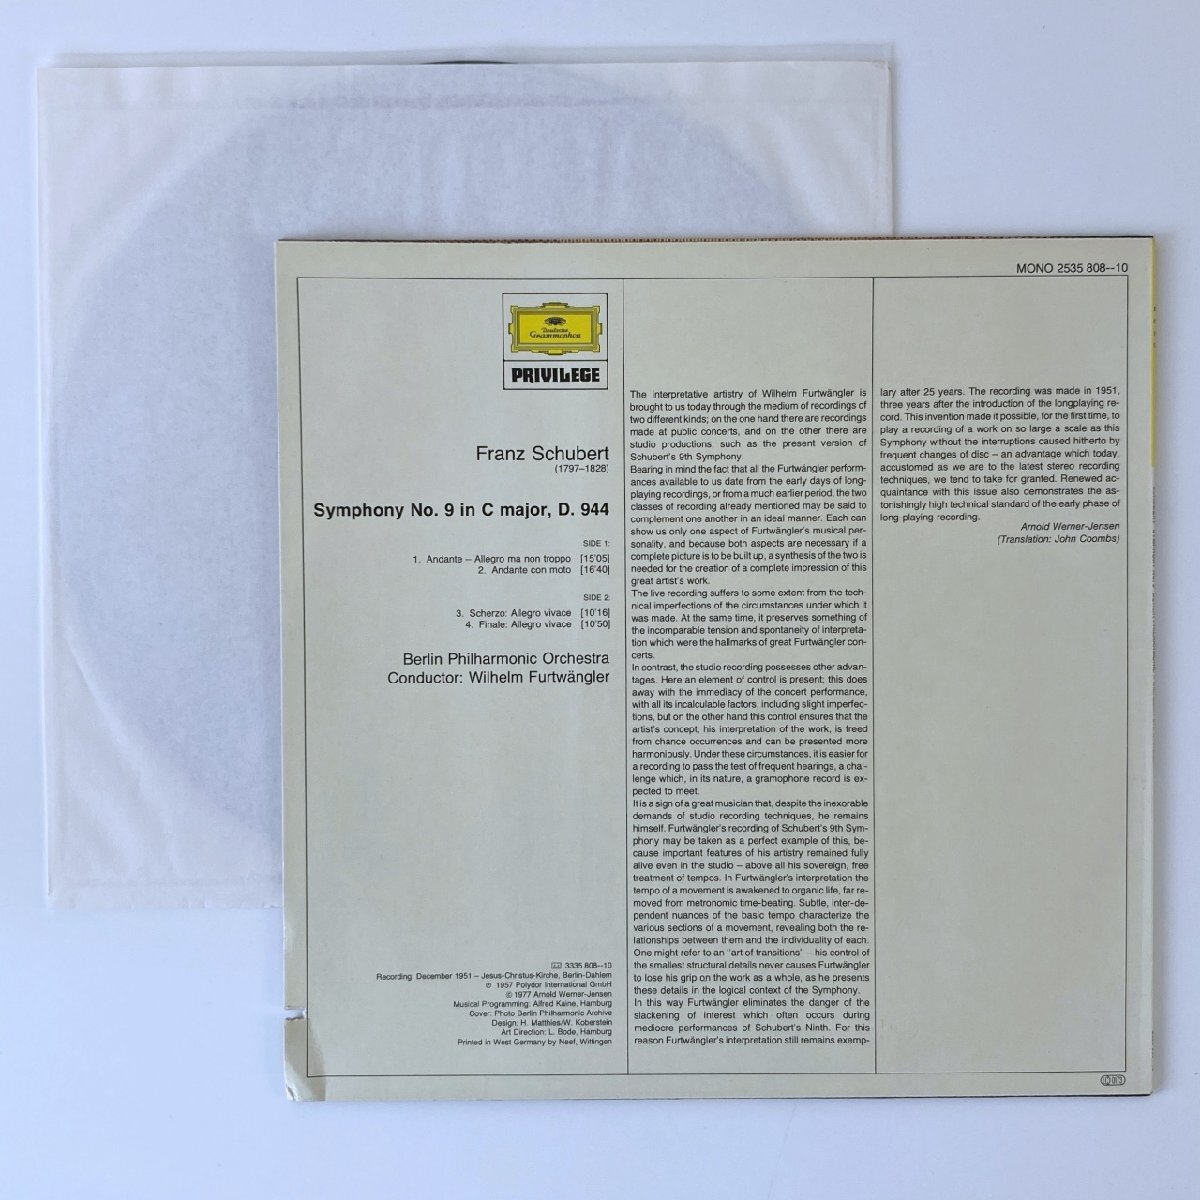 MONO 2535 808--10
Deutsche
Grammophon
PRIVILEGE
Franz Schubert
(1797–1828)
Symphony No. 9 in C major, D. 944
SIDE 1:
1. Andante – Allegro ma non troppo [15'05]
2. Andante con moto [16'40]
SIDE 2:
3. Scherzo: Allegro vivace [10'16]
4. Finale: Allegro vivace [10'50]
Berlin Philharmonic Orchestra
Conductor: Wilhelm Furtwängler
3335 808--10
Recording: December 1951 – Jesus-Christus-Kirche, Berlin-Dahlem
℗ 1957 Polydor International GmbH
© 1977 Arnold Werner-Jensen
Musical Programming: Alfred Kaine, Hamburg
Cover: Photo Berlin Philharmonic Archive
Design: H. Matthies/W. Koberstein
Art Direction: L. Bode, Hamburg
Printed in West Germany by Neef, Wittingen
The interpretative artistry of Wilhelm Furtwängler is
brought to us today through the medium of recordings of
two different kinds; on the one hand there are recordings
made at public concerts, and on the other there are
studio productions, such as the present version of
Schubert's 9th Symphony.
Bearing in mind the fact that all the Furtwängler perform-
ances available to us date from the early days of long-
playing recordings, or from a much earlier period, the two
classes of recording already mentioned may be said to
complement one another in an ideal manner. Each can
show us only one aspect of Furtwängler's musical per-
sonality, and because both aspects are necessary if a
complete picture is to be built up, a synthesis of the two is
needed for the creation of a complete impression of this
great artist's work.
The live recording suffers to some extent from the tech-
nical imperfections of the circumstances under which it
was made. At the same time, it preserves something of
the incomparable tension and spontaneity of interpreta-
tion which were the hallmarks of great Furtwängler con-
certs.
In contrast, the studio recording possesses other advan-
tages. Here an element of control is present; this does
away with the immediacy of the concert performance,
with all its incalculable factors, including slight imperfec-
tions, but on the other hand this control ensures that the
artist's concept, his interpretation of the work, is freed
from chance occurrences and can be presented more
harmoniously. Under these circumstances, it is easier for
a recording to pass the test of frequent hearings, a chal-
lenge which, in its nature, a gramophone record is ex-
pected to meet.
It is a sign of a great musician that, despite the inexorable
demands of studio recording techniques, he remains
himself. Furtwängler's recording of Schubert's 9th Sym-
phony may be taken as a perfect example of this, be-
cause important features of his artistry remained fully
alive even in the studio – above all his sovereign, free
treatment of tempos. In Furtwängler's interpretation the
tempo of a movement is awakened to organic life, far re-
moved from metronomic time-beating. Subtle, inter-de-
pendent nuances of the basic tempo characterize the
various sections of a movement, revealing both the re-
lationships between them and the individuality of each.
One might refer to an 'art of transitions' – his control of
the smallest structural details never causes Furtwängler
to lose his grip on the work as a whole, as he presents
these details in the logical context of the Symphony.
In this way Furtwängler eliminates the danger of the
slackening of interest which often occurs during
mediocre performances of Schubert's Ninth. For this
reason Furtwängler's interpretation still remains exemp-
lary after 25 years. The recording was made in 1951,
three years after the introduction of the longplaying re-
cord. This invention made it possible, for the first time, to
play a recording of a work on so large a scale as this
Symphony without the interruptions caused hitherto by
frequent changes of disc – an advantage which today,
accustomed as we are to the latest stereo recording
techniques, we tend to take for granted. Renewed ac-
quaintance with this issue also demonstrates the as-
tonishingly high technical standard of the early phase of
long-playing recording.
Arnold Werner-Jensen
(Translation: John Coombs)